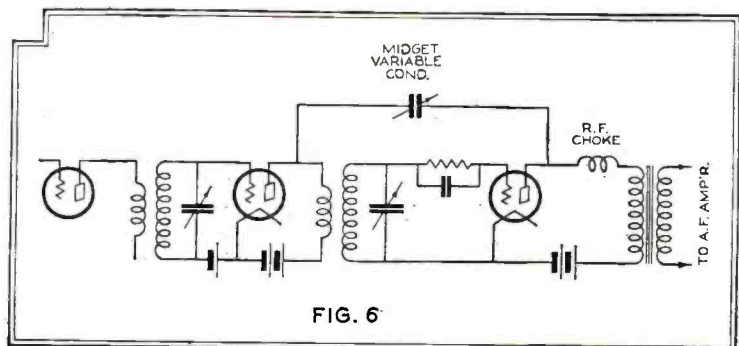 MIDGET
VARIABLE
COND.
R.F.
CHOKE
TO A.F. AMP'R.
FIG. 6